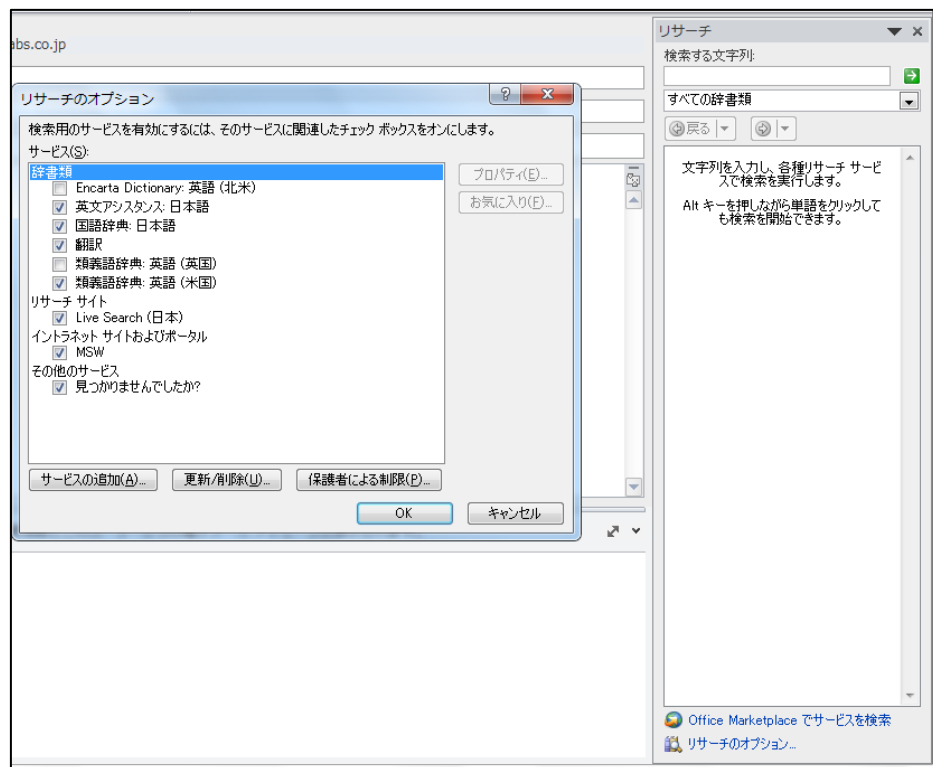 abs.co.jp
リサーチのオプション
検索用のサービスを有効にするには、そのサービスに関連したチェック ボックスをオンにします。
サービス(S):
辞書類
Encarta Dictionary: 英語 (北米)
英文アシスタンス: 日本語
国語辞典: 日本語
翻訳
類義語辞典: 英語 (英国)
類義語辞典: 英語 (米国)
リサーチ サイト
Live Search (日本)
イントラネット サイトおよびポータル
MSW
その他のサービス
見つかりませんでしたか?
プロパティ(E)...
お気に入り(F)...
サービスの追加(A)...
更新/削除(U)...
保護者による制限(P)...
OK
キャンセル
リサーチ
検索する文字列:
すべての辞書類
戻る
文字列を入力し、各種リサーチ サービ
スで検索を実行します。
Alt キーを押しながら単語をクリックして
も検索を開始できます。
Office Marketplace でサービスを検索
リサーチのオプション...